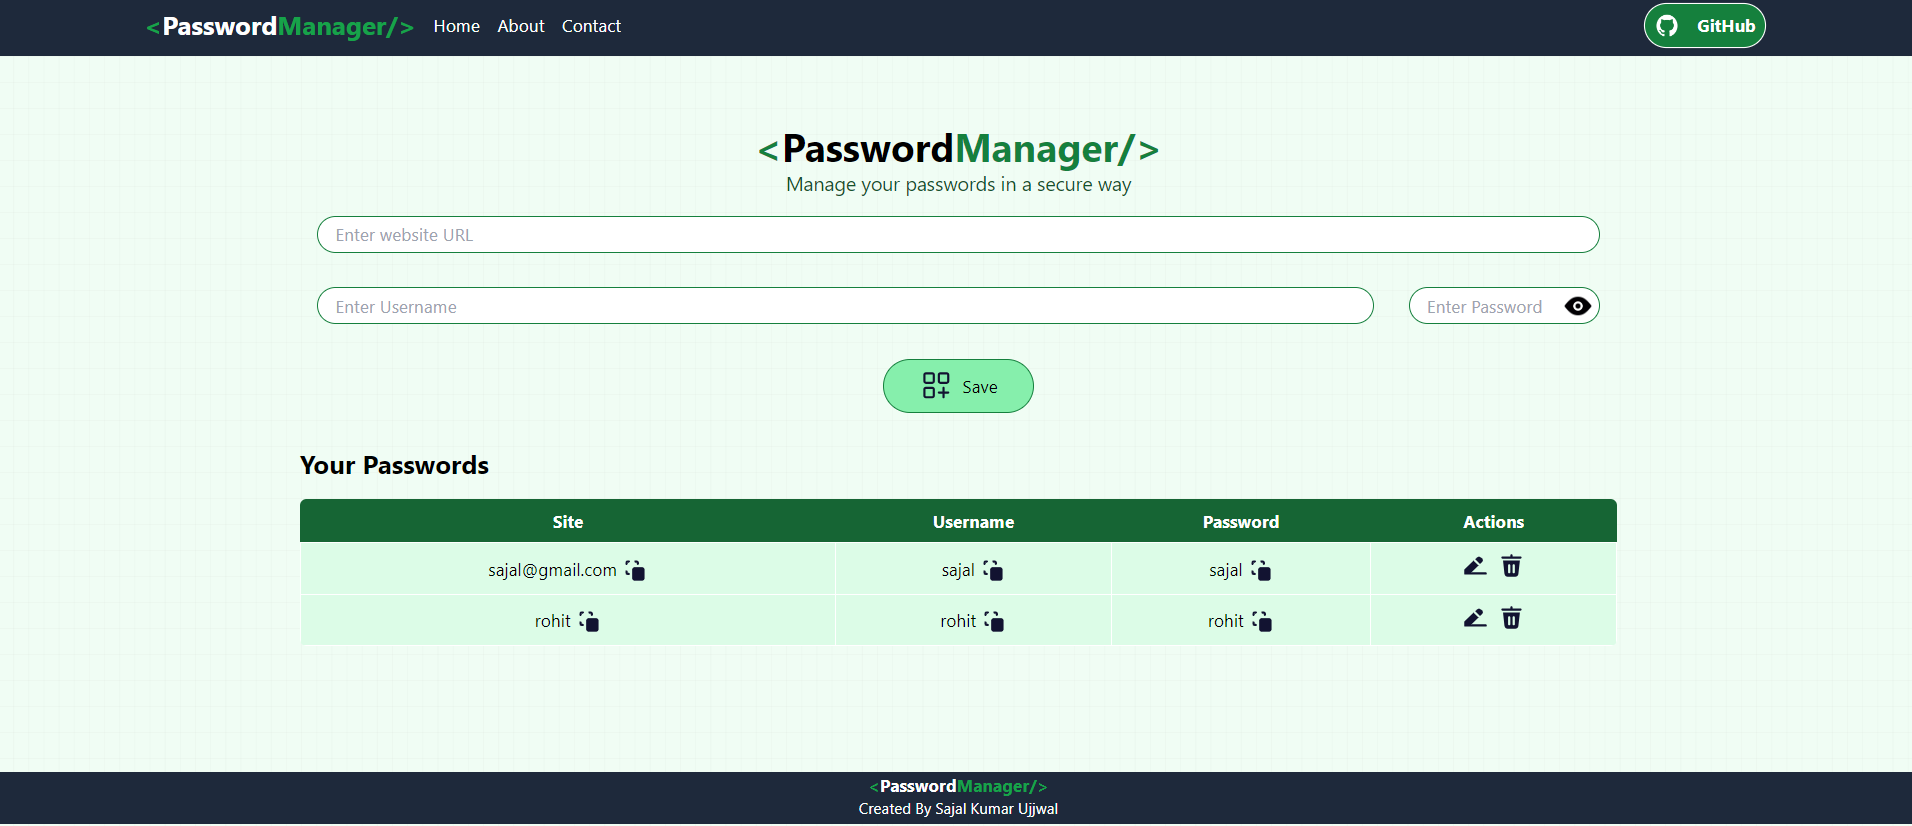 <PasswordManager/> Home About Contact GitHub
<PasswordManager/>
Manage your passwords in a secure way
Enter website URL
Enter Username Enter Password
Save
Your Passwords
Site Username Password Actions
sajal@gmail.com sajal sajal
rohit rohit rohit
<PasswordManager/>
Created By Sajal Kumar Ujjwal